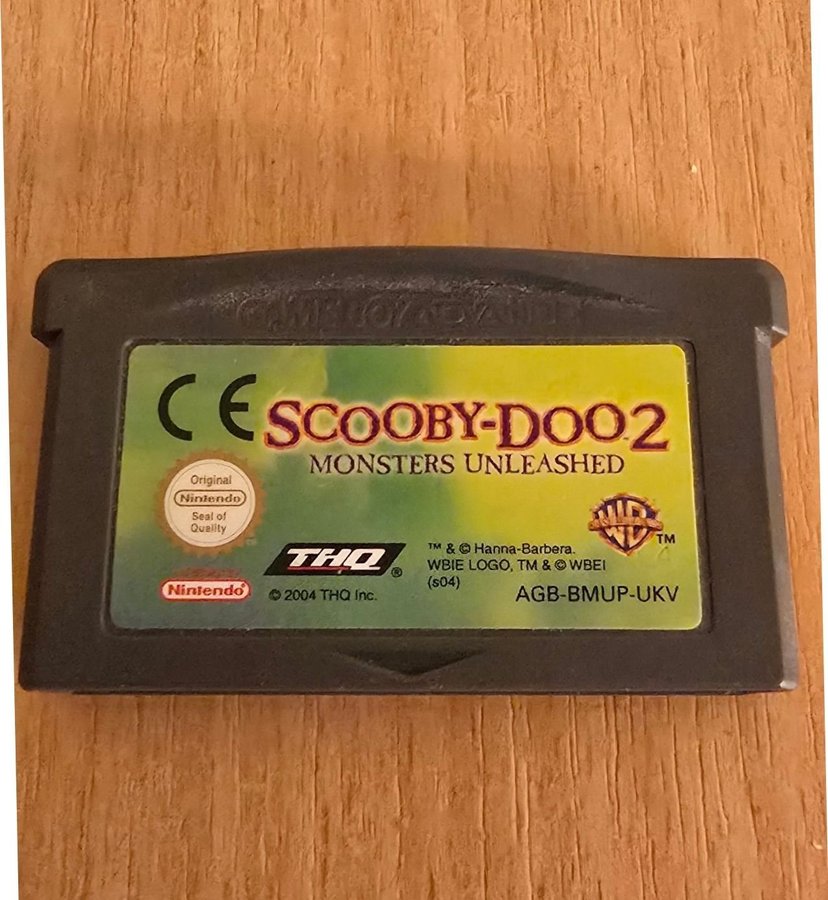 GAME BOY ADVANCE
CE
SCOOBY-DOO 2
MONSTERS UNLEASHED
Original
Nintendo
Seal of
Quality
WB
TM
THQ
®
™ & © Hanna-Barbera.
WBIE LOGO, TM & © WBEI
(s04)
Nintendo
© 2004 THQ Inc.
AGB-BMUP-UKV